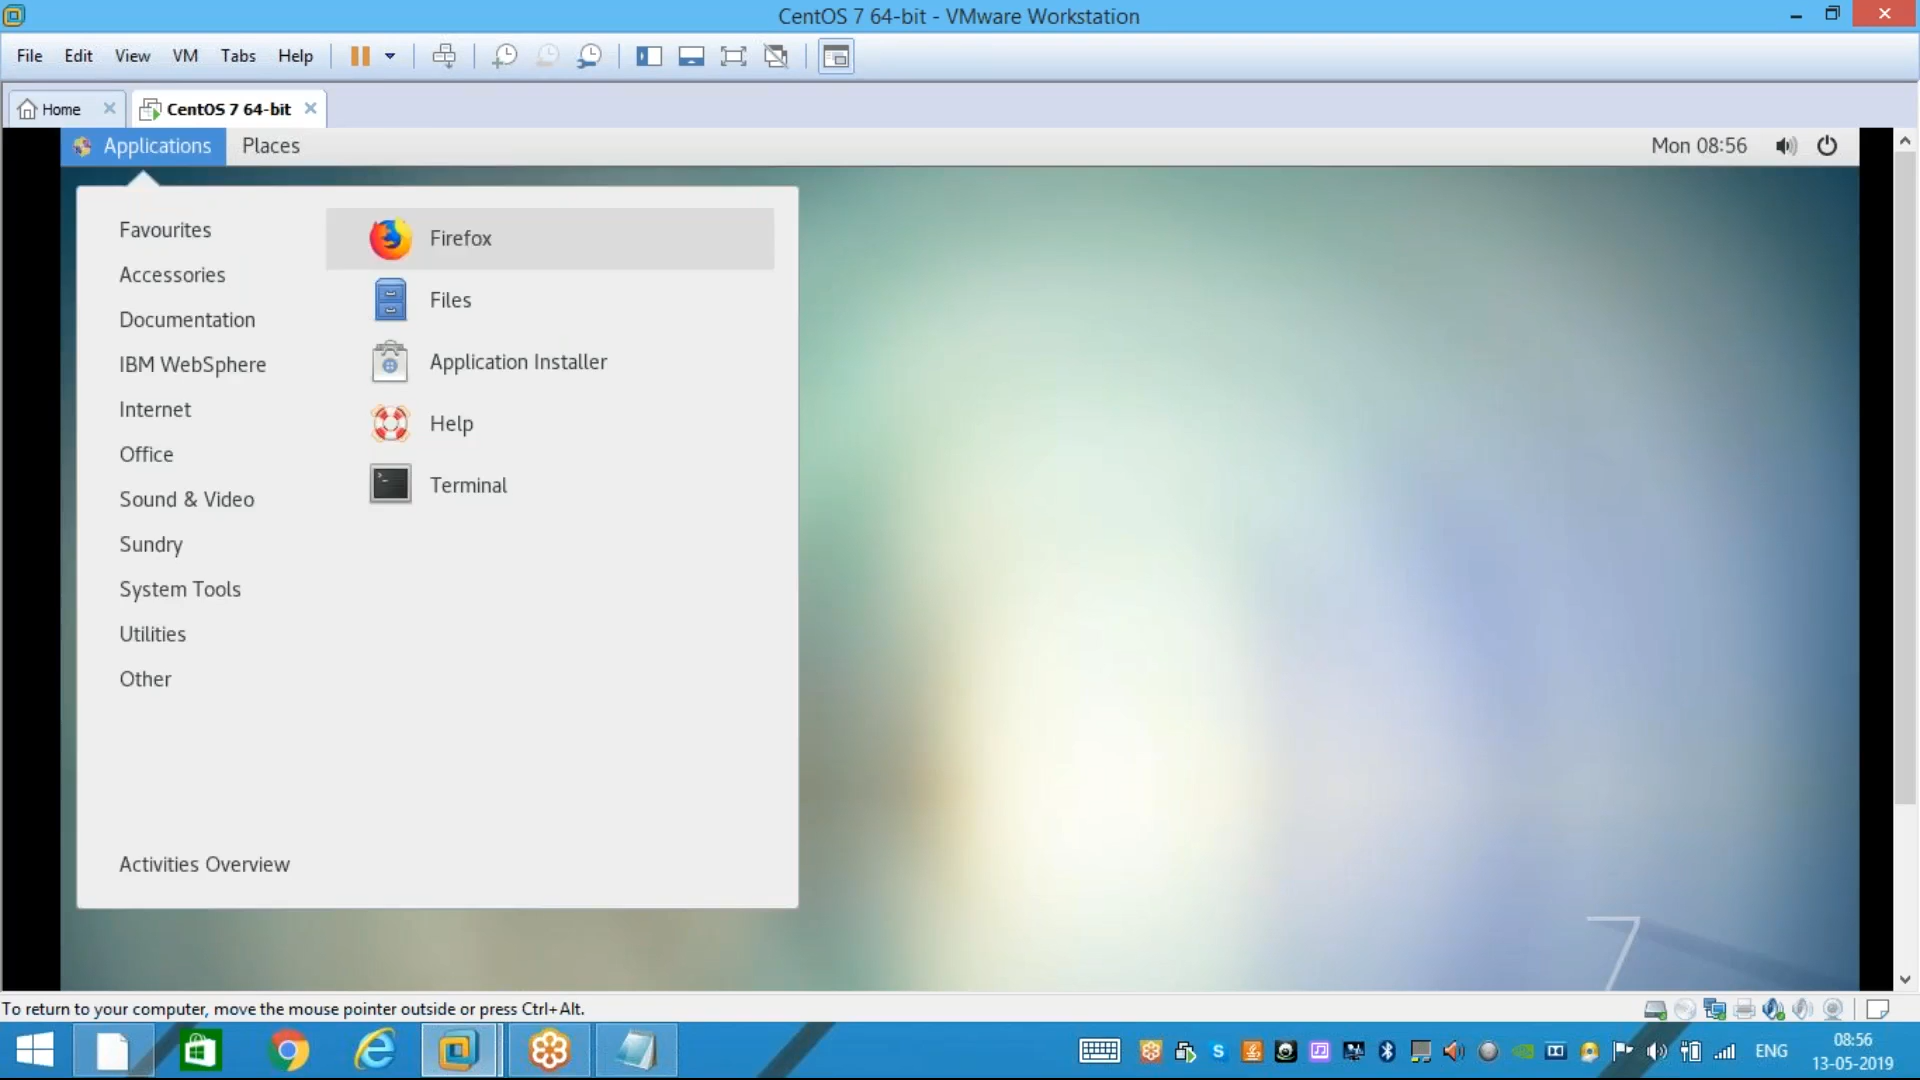 CentOS 7 64-bit - VMware Workstation
File Edit View VM Tabs Help
Home CentOS 7 64-bit
Applications Places Mon 08:56
Favourites
Accessories
Documentation
IBM WebSphere
Internet
Office
Sound & Video
Sundry
System Tools
Utilities
Other
Activities Overview
Firefox
Files
Application Installer
Help
Terminal
7
To return to your computer, move the mouse pointer outside or press Ctrl+Alt.
ENG
08:56
13-05-2019